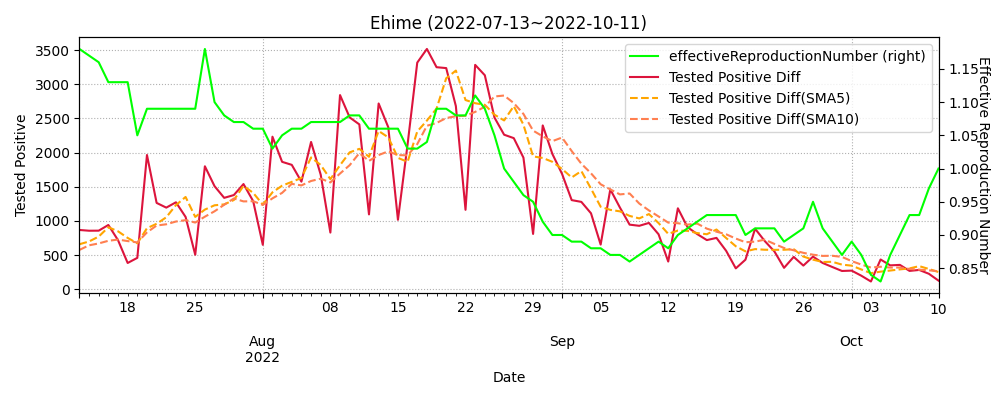 Ehime (2022-07-13~2022-10-11)
effectiveReproductionNumber (right)
Tested Positive Diff
Tested Positive Diff(SMA5)
Tested Positive Diff(SMA10)
Tested Positive
3500
3000
2500
2000
1500
1000
500
0
Effective Reproduction Number
1.15
1.10
1.05
1.00
0.95
0.90
0.85
18 25 08 15 22 29 05 12 19 26 03 10
Aug Sep Oct
2022
Date